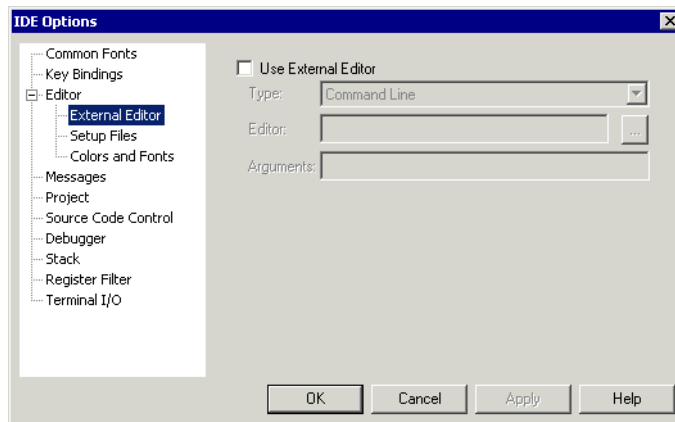 IDE Options
Common Fonts
Key Bindings
Editor
External Editor
Setup Files
Colors and Fonts
Messages
Project
Source Code Control
Debugger
Stack
Register Filter
Terminal I/O
Use External Editor
Type: Command Line
Editor: ...
Arguments:
OK Cancel Apply Help